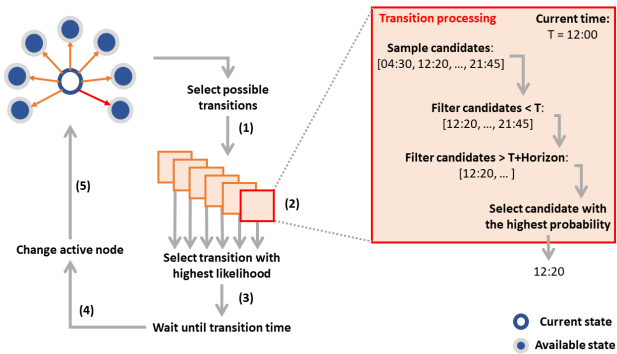 Transition processing
Current time:
T = 12:00
Sample candidates:
[04:30, 12:20, ..., 21:45]
Filter candidates < T:
[12:20, ..., 21:45]
Filter candidates > T+Horizon:
[12:20, ... ]
Select candidate with
the highest probability
12:20
Select possible
transitions
(1)
(2)
Select transition with
highest likelihood
(3)
Wait until transition time
(4)
Change active node
(5)
Current state
Available state